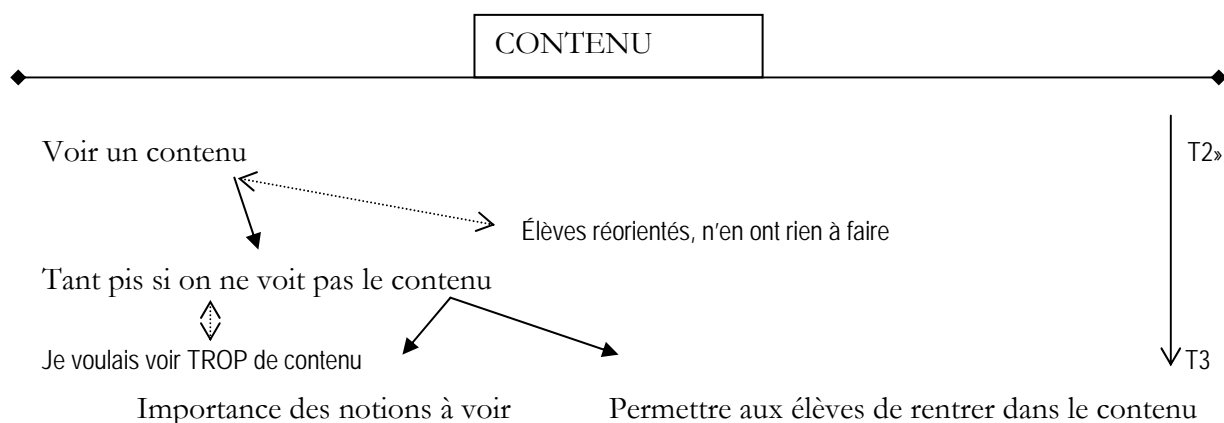 CONTENU
Voir un contenu
T2»
Élèves réorientés, n'en ont rien à faire
Tant pis si on ne voit pas le contenu
Je voulais voir TROP de contenu
T3
Importance des notions à voir
Permettre aux élèves de rentrer dans le contenu